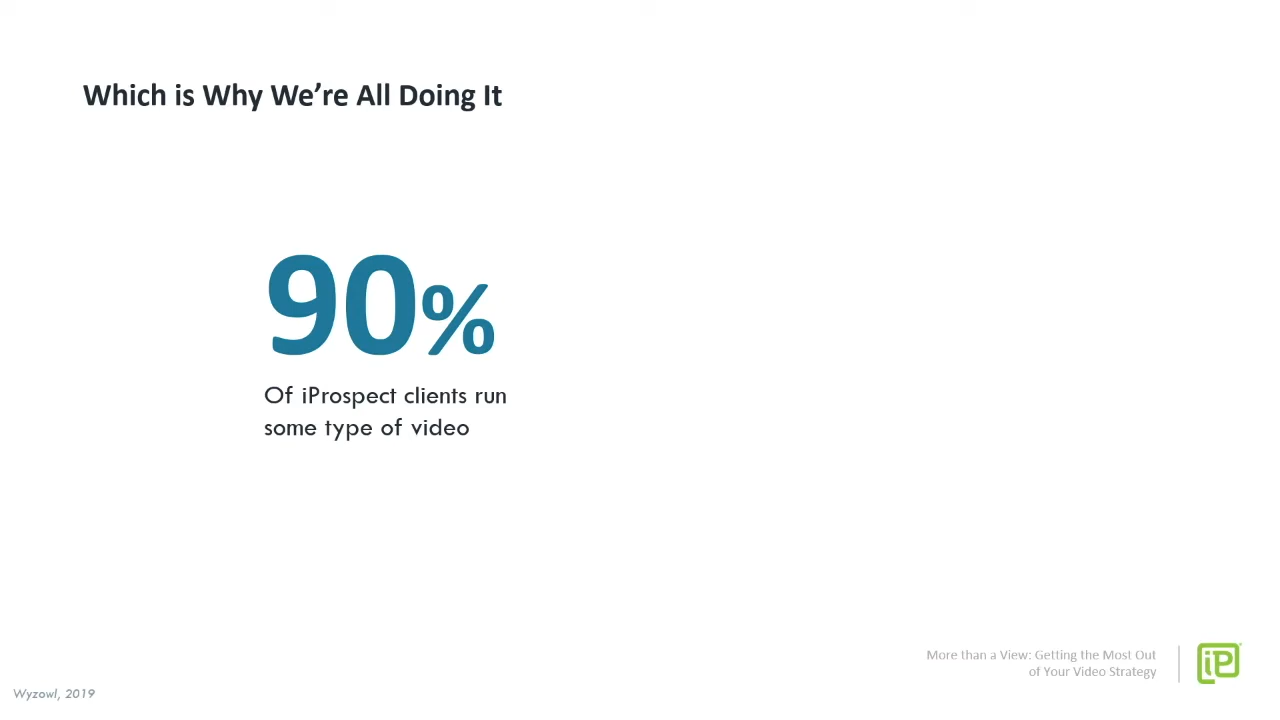 Which is Why We’re All Doing It
90%
Of iProspect clients run
some type of video
More than a View: Getting the Most Out
of Your Video Strategy
iP
Wyzowl, 2019